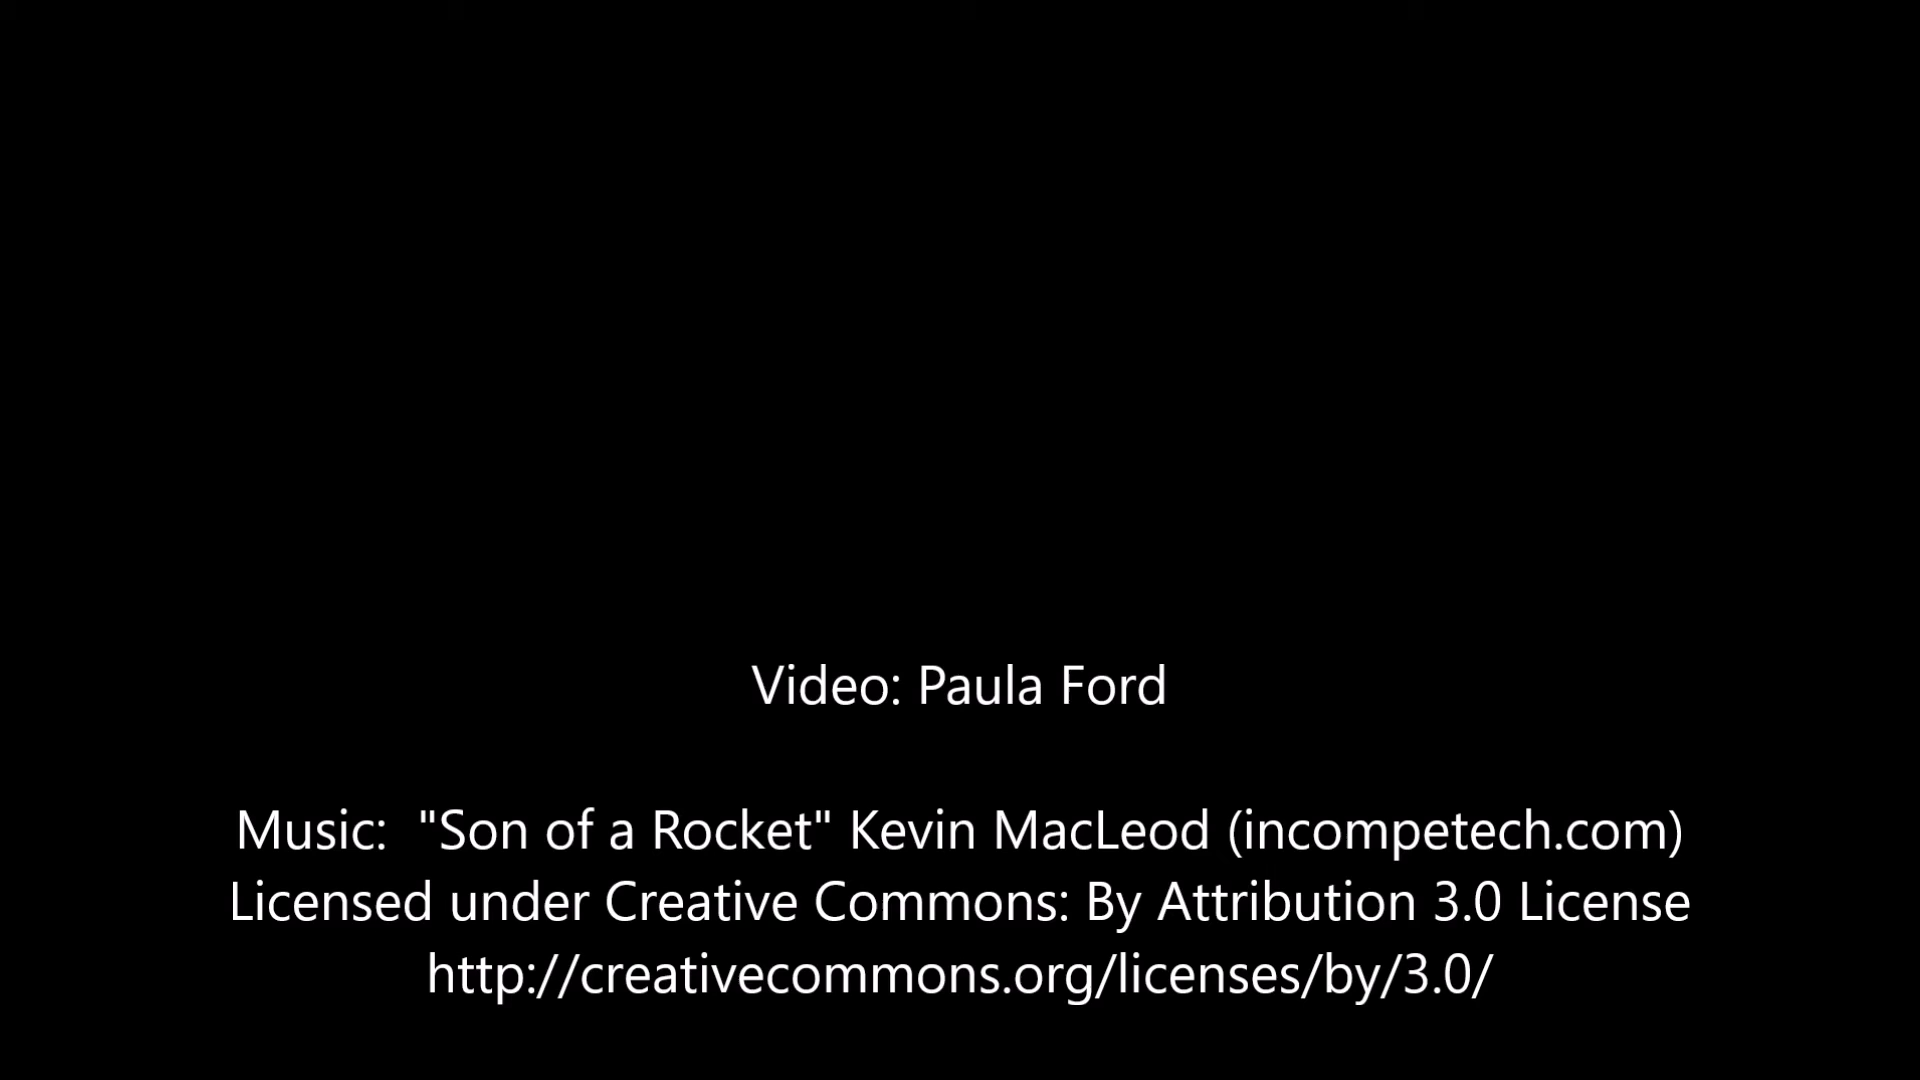 Video: Paula Ford
Music:  "Son of a Rocket" Kevin MacLeod (incompetech.com)
Licensed under Creative Commons: By Attribution 3.0 License
http://creativecommons.org/licenses/by/3.0/